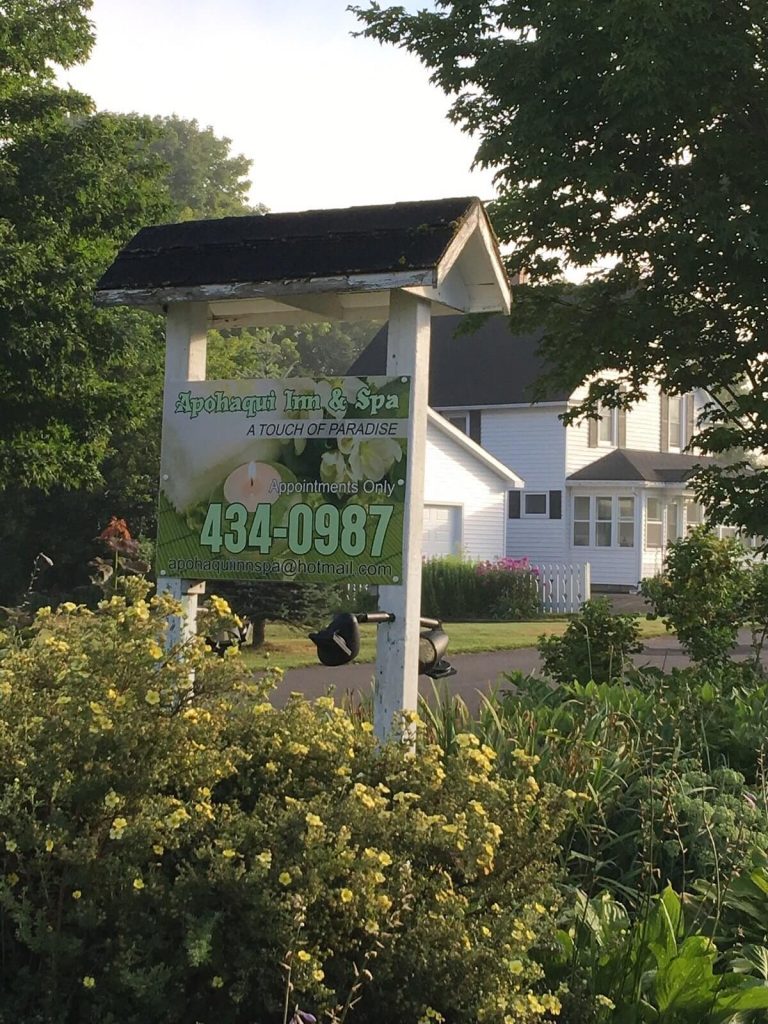 Apohaqui Inn & Spa
A TOUCH OF PARADISE
Appointments Only
434-0987
apohaquiinnspa@hotmail.com